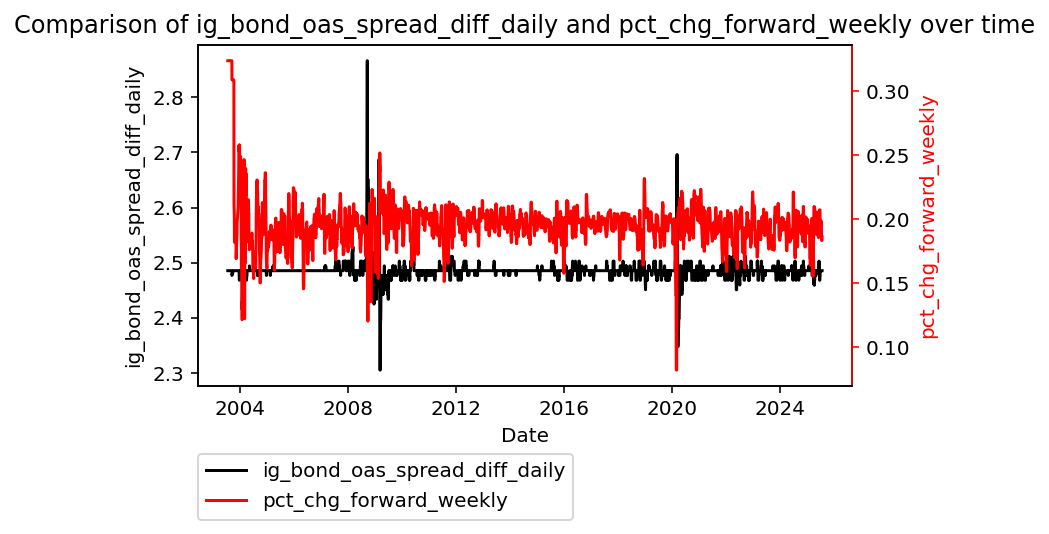 Comparison of ig_bond_oas_spread_diff_daily and pct_chg_forward_weekly over time
ig_bond_oas_spread_diff_daily
2.8
2.7
2.6
2.5
2.4
2.3
0.30
0.25
0.20
0.15
0.10
pct_chg_forward_weekly
2004
2008
2012
2016
2020
2024
Date
ig_bond_oas_spread_diff_daily
pct_chg_forward_weekly